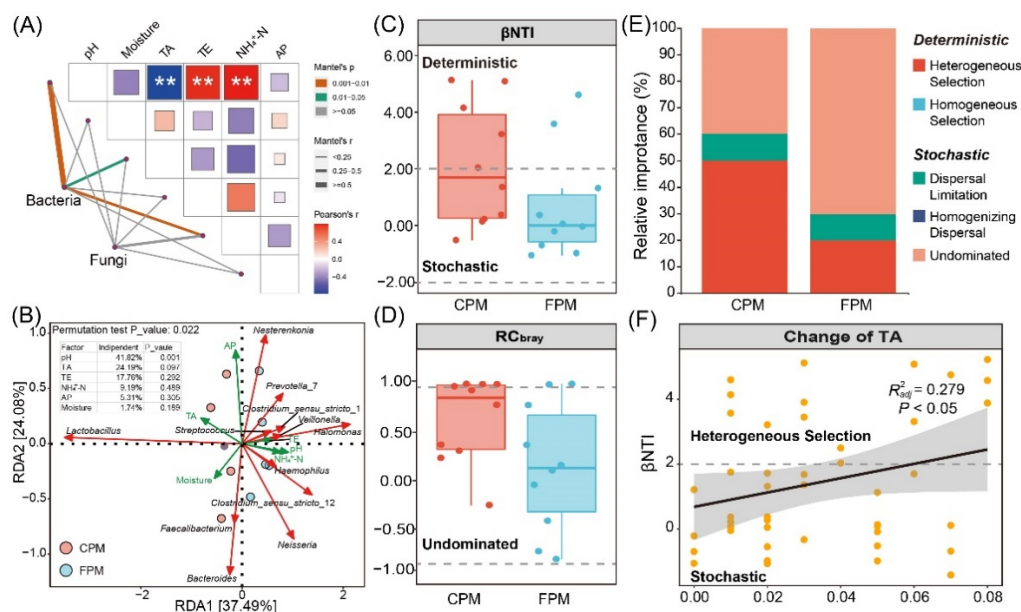 (A)
pH
Moisture
TA
TE
NH₄⁺-N
AP
** ** **
Bacteria
Fungi
Mantel's p
0.001-0.01
0.01-0.05
>=0.05
Mantel's r
<0.25
0.25-0.5
>=0.5
Pearson's r
0.4
0.0
-0.4
(B)
Permutation test P_value: 0.022
Factor Independent P_vaule
pH 41.82% 0.001
TA 24.19% 0.097
TE 17.76% 0.292
NH₄⁺-N 9.19% 0.489
AP 5.31% 0.305
Moisture 1.74% 0.189
Nesterenkonia
AP
Prevotella_7
Clostridium_sensu_stricto_1
TA
Streptococcus
Veillonella
Lactobacillus
Halomonas
TE
pH
NH₄⁺-N
Haemophilus
Moisture
Clostridium_sensu_stricto_12
Faecalibacterium
Neisseria
Bacteroides
CPM
FPM
1.0
0.5
0.0
-0.5
-1.0
RDA2 [24.08%]
-2 0 2
RDA1 [37.49%]
(C)
βNTI
Deterministic
6.00
4.00
2.00
0.00
−2.00
Stochastic
CPM FPM
(D)
RCbray
1.00
0.50
0.00
−0.50
−1.00
Undominated
CPM FPM
(E)
Relative improtance (%)
100
90
80
70
60
50
40
30
20
10
0
CPM FPM
Deterministic
Heterogeneous
Selection
Homogeneous
Selection
Stochastic
Dispersal
Limitation
Homogenizing
Dispersal
Undominated
(F)
Change of TA
R²adj = 0.279
P < 0.05
Heterogeneous Selection
Stochastic
βNTI
4
2
0
0.00 0.02 0.04 0.06 0.08